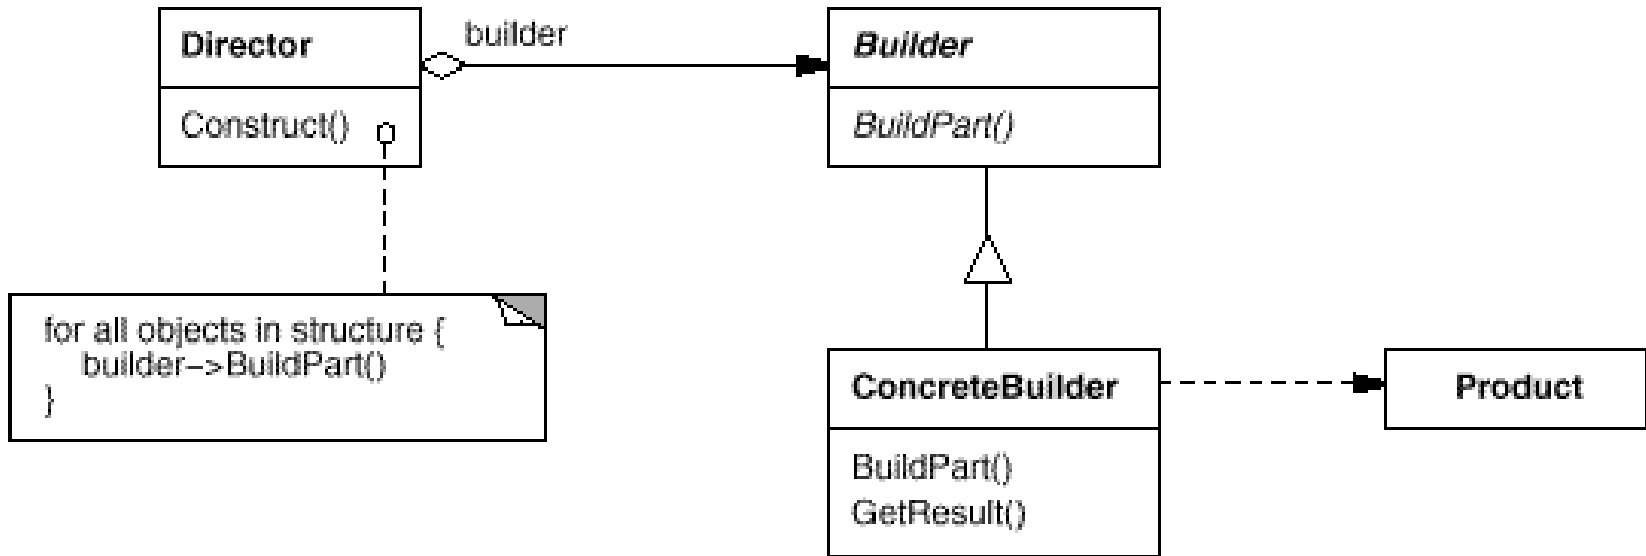 Director
builder
Builder
Construct()
BuildPart()
for all objects in structure {
builder–>BuildPart()
}
ConcreteBuilder
Product
BuildPart()
GetResult()